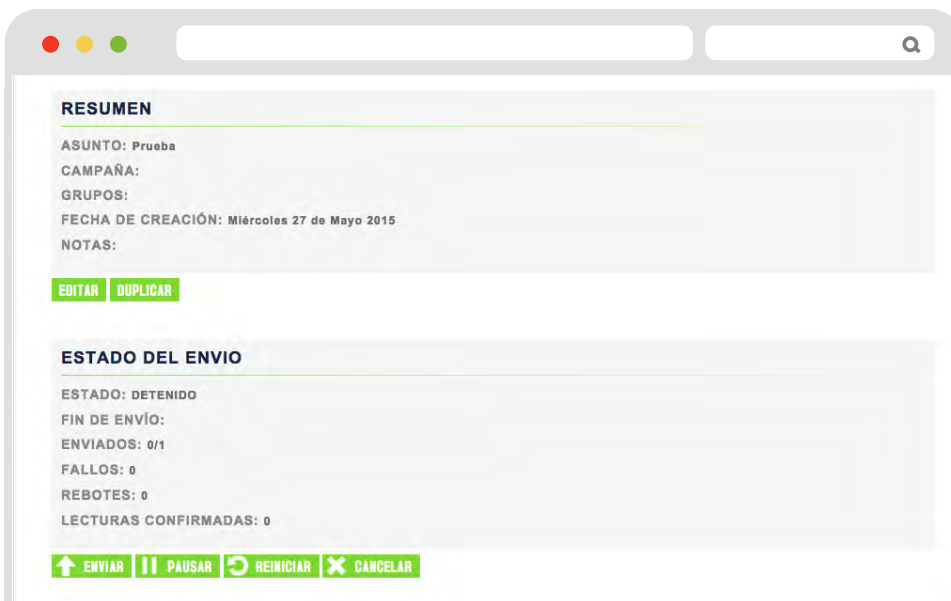 RESUMEN
ASUNTO: Prueba
CAMPAÑA:
GRUPOS:
FECHA DE CREACIÓN: Miércoles 27 de Mayo 2015
NOTAS:
EDITAR DUPLICAR
ESTADO DEL ENVIO
ESTADO: DETENIDO
FIN DE ENVÍO:
ENVIADOS: 0/1
FALLOS: 0
REBOTES: 0
LECTURAS CONFIRMADAS: 0
ENVIAR PAUSAR REINICIAR CANCELAR